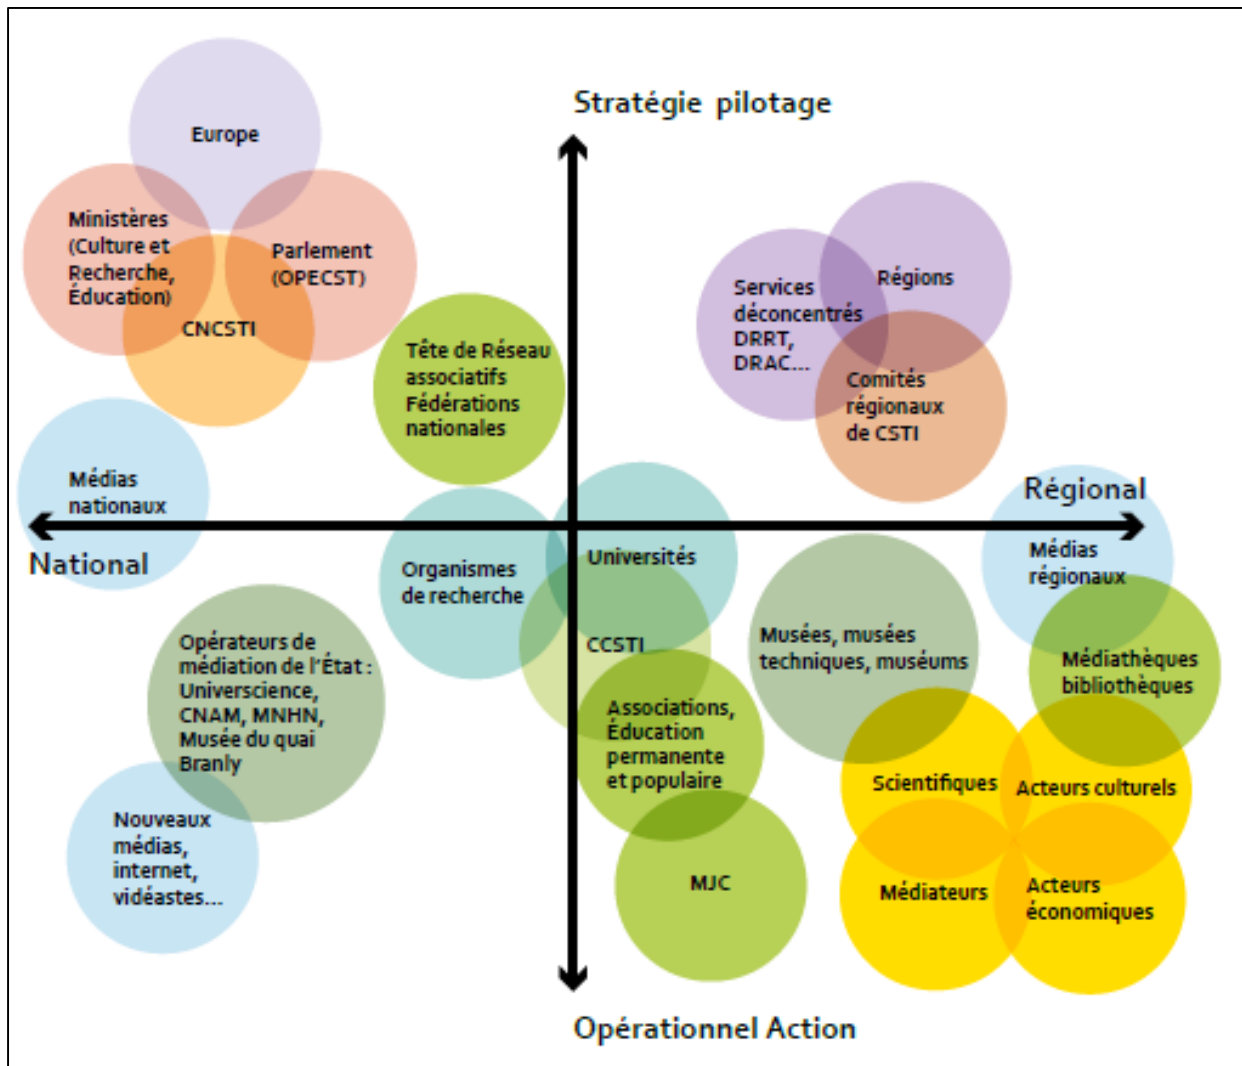 Stratégie pilotage
Europe
Ministères
(Culture et
Recherche,
Éducation)
Parlement
(OPECST)
CNCSTI
Tête de Réseau
associatifs
Fédérations
nationales
Services
déconcentrés
DRRT,
DRAC...
Régions
Comités
régionaux
de CSTI
Médias
nationaux
National
Régional
Organismes
de recherche
Universités
CCSTI
Médias
régionaux
Musées, musées
techniques, muséums
Médiathèques
bibliothèques
Opérateurs de
médiation de l'État :
Universcience,
CNAM, MNHN,
Musée du quai
Branly
Associations,
Éducation
permanente
et populaire
Scientifiques
Acteurs culturels
Nouveaux
médias,
internet,
vidéastes...
MJC
Médiateurs
Acteurs
économiques
Opérationnel Action